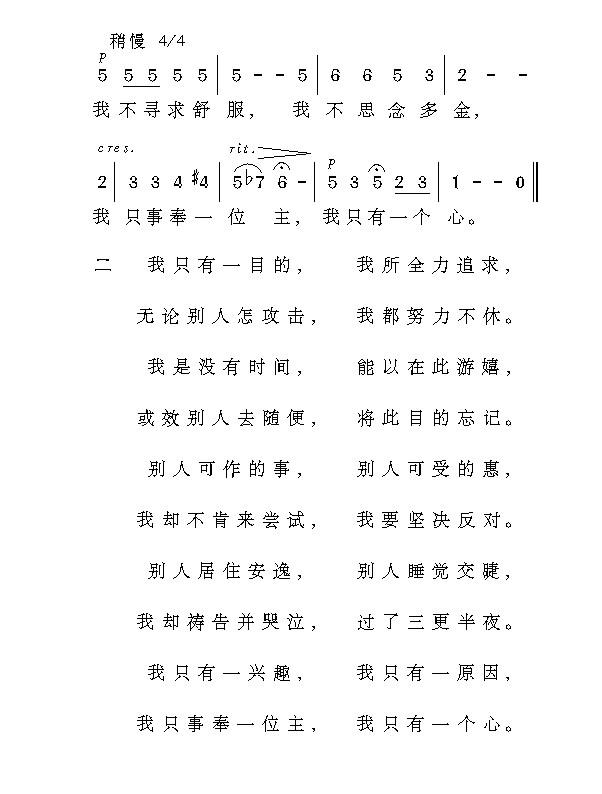 稍慢 4/4
P
5 5 5 5 5 | 5 - - 5 | 6 6 5 3 | 2 - -
我不寻求舒服， 我不思念多金，
cres. rit. P
2 | 3 3 4 #4 | 5 b7 6 - | 5 3 5 2 3 | 1 - - 0 ‖
我只事奉一位主，我只有一个心。
二 我只有一目的， 我所全力追求，
无论别人怎攻击， 我都努力不休。
我是没有时间， 能以在此游嬉，
或效别人去随便， 将此目的忘记。
别人可作的事， 别人可受的惠，
我却不肯来尝试， 我要坚决反对。
别人居住安逸， 别人睡觉交睫，
我却祷告并哭泣， 过了三更半夜。
我只有一兴趣， 我只有一原因，
我只事奉一位主， 我只有一个心。